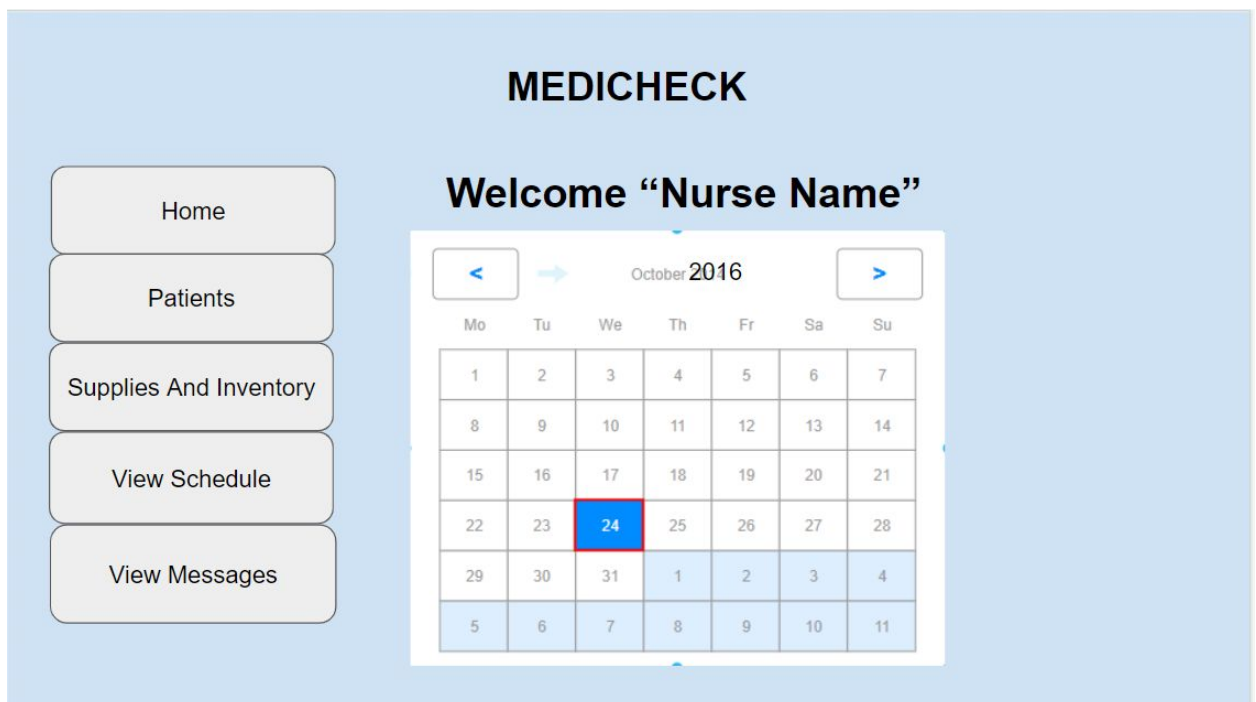 MEDICHECK
Welcome “Nurse Name”
Home
Patients
Supplies And Inventory
View Schedule
View Messages
< October 2016 >
Mo Tu We Th Fr Sa Su
1 2 3 4 5 6 7
8 9 10 11 12 13 14
15 16 17 18 19 20 21
22 23 24 25 26 27 28
29 30 31 1 2 3 4
5 6 7 8 9 10 11